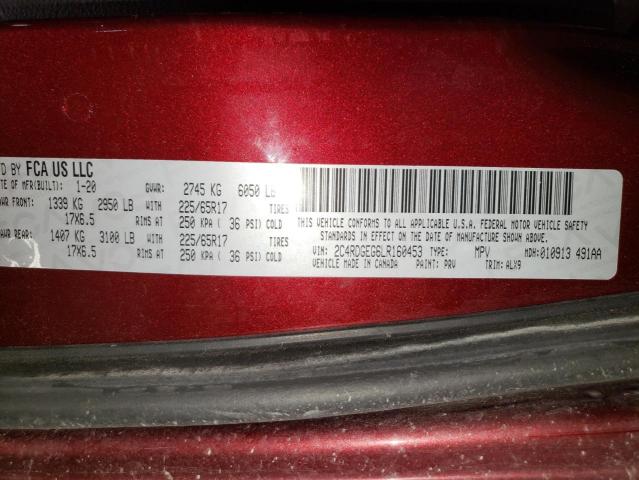 D BY FCA US LLC
ATE OF MFR(BUILT): 1-20 GVWR: 2745 KG 6050 LB
WR FRONT: 1339 KG 2950 LB WITH 225/65R17 TIRES
17X6.5 RIMS AT 250 KPA ( 36 PSI) COLD
AWR REAR: 1407 KG 3100 LB WITH 225/65R17 TIRES
17X6.5 RIMS AT 250 KPA ( 36 PSI) COLD
THIS VEHICLE CONFORMS TO ALL APPLICABLE U.S.A. FEDERAL MOTOR VEHICLE SAFETY
STANDARDS IN EFFECT ON THE DATE OF MANUFACTURE SHOWN ABOVE.
VIN: 2C4RDGEG6LR160453 TYPE: MPV MDH: 010913 491AA
VEHICLE MADE IN CANADA PAINT: PRV TRIM: ALX9